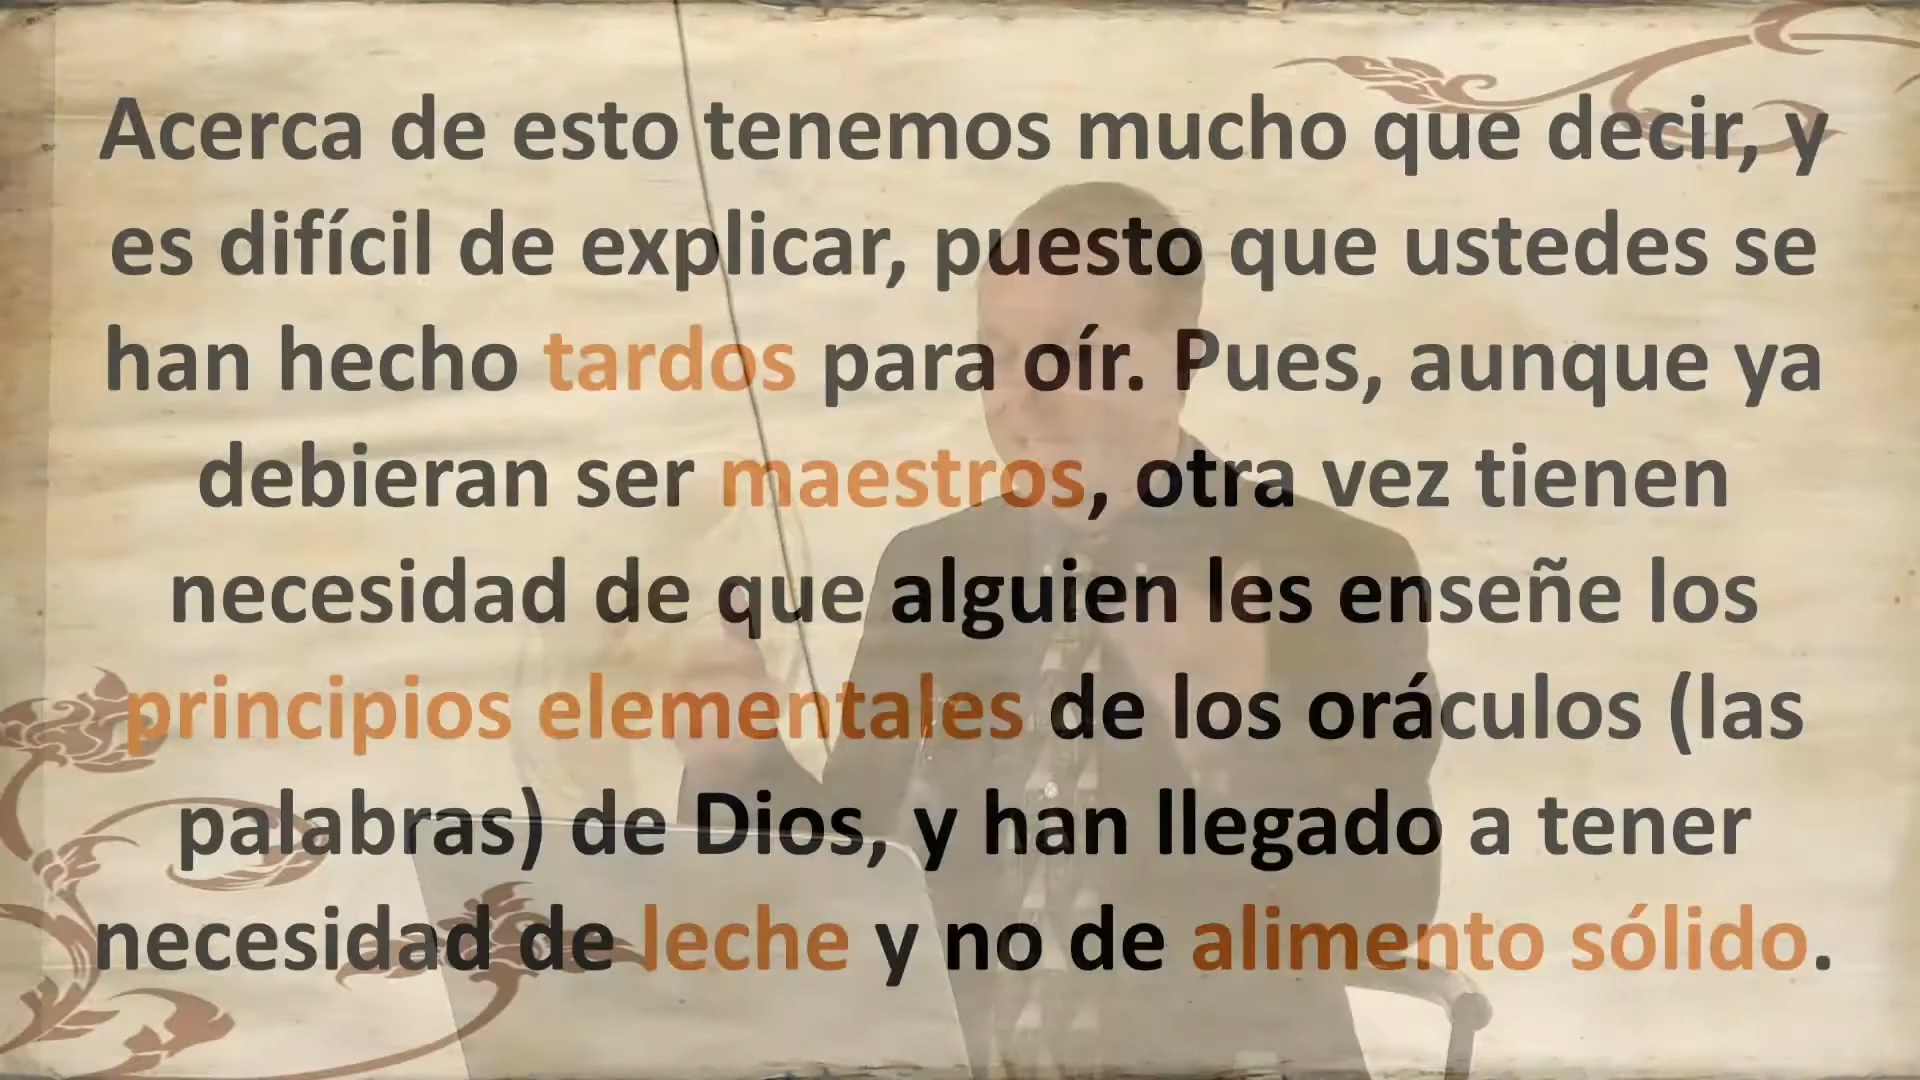 Acerca de esto tenemos mucho que decir, y
es difícil de explicar, puesto que ustedes se
han hecho tardos para oír. Pues, aunque ya
debieran ser maestros, otra vez tienen
necesidad de que alguien les enseñe los
principios elementales de los oráculos (las
palabras) de Dios, y han llegado a tener
necesidad de leche y no de alimento sólido.